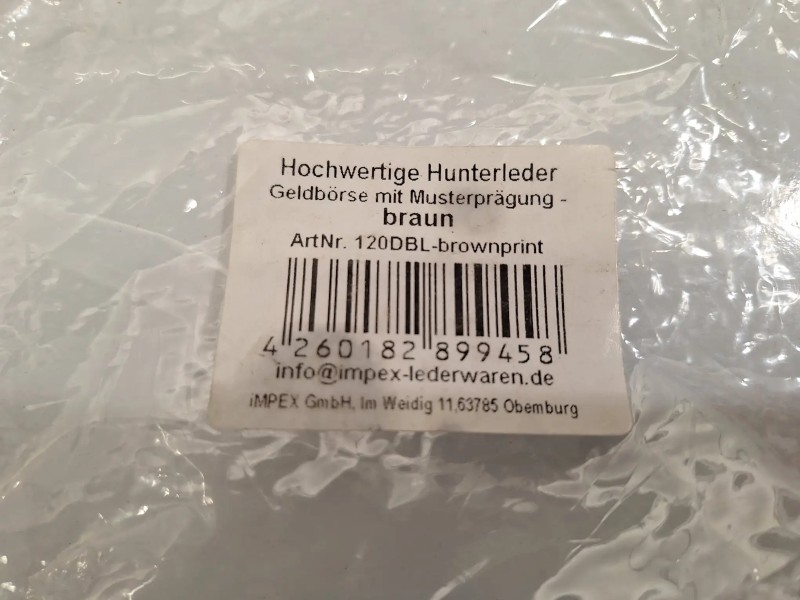 Hochwertige Hunterleder
Geldbörse mit Musterprägung -
braun
ArtNr. 120DBL-brownprint
4 260182 899458
info@impex-lederwaren.de
iMPEX GmbH, Im Weidig 11,63785 Obernburg